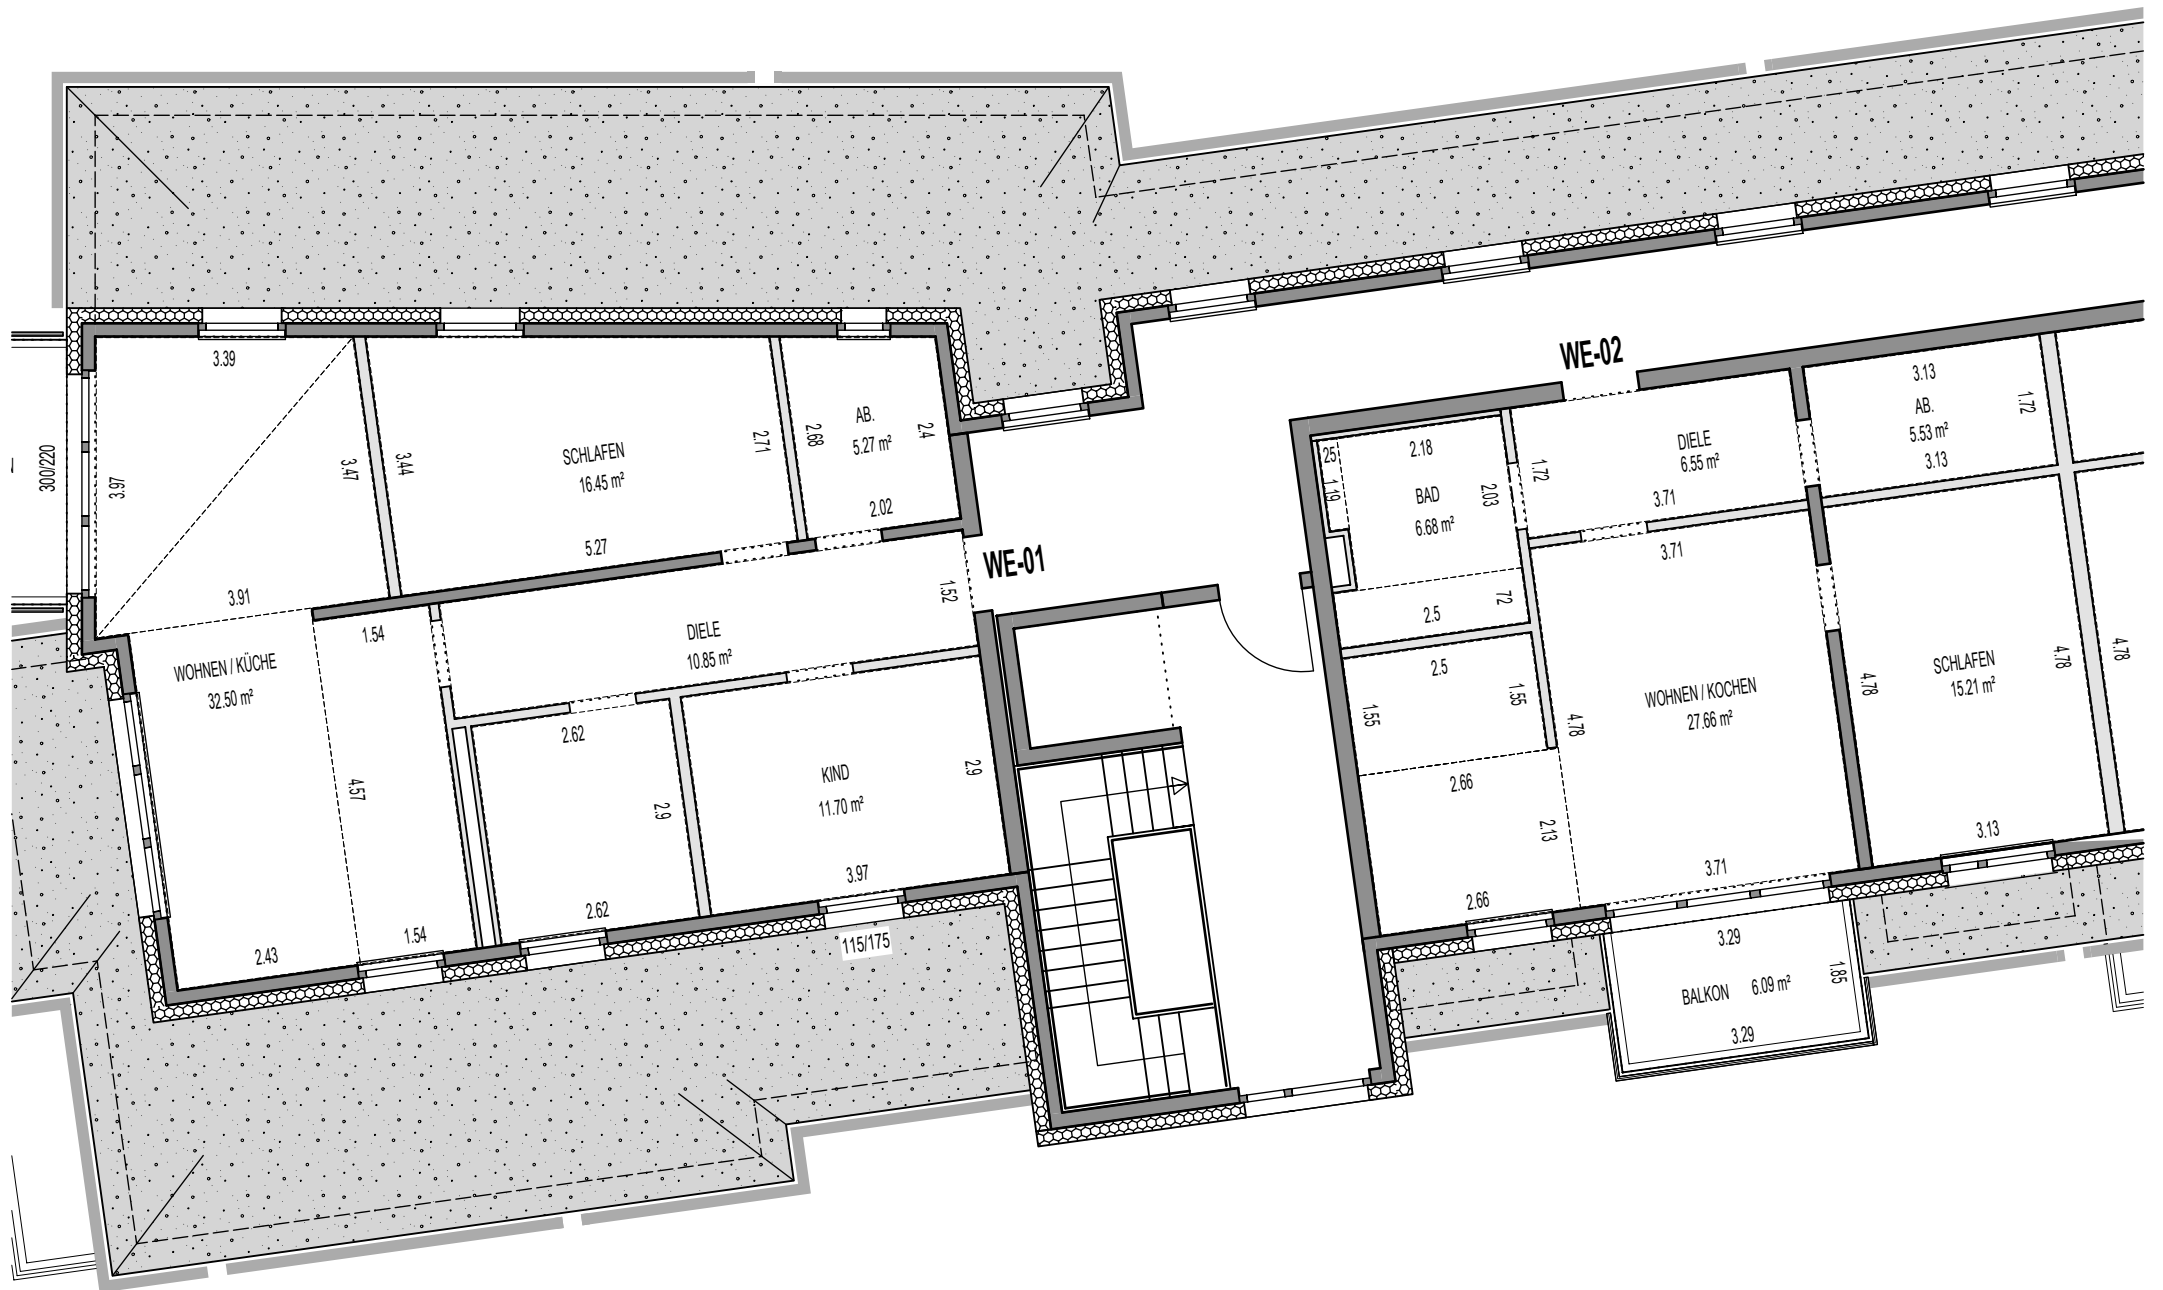 3.39
3.97
300/220
3.47
3.44
SCHLAFEN
16.45 m²
2.71
2.68
AB.
5.27 m²
2.4
2.02
5.27
3.91
1.54
WE-01
1.52
DIELE
10.85 m²
WOHNEN / KÜCHE
32.50 m²
4.57
2.62
2.9
KIND
11.70 m²
2.9
3.97
2.62
1.54
2.43
115/175
WE-02
3.13
AB.
5.53 m²
1.72
3.13
DIELE
6.55 m²
1.72
3.71
3.71
25
2.18
1.19
BAD
6.68 m²
2.03
72
2.5
2.5
1.55
1.55
WOHNEN / KOCHEN
27.66 m²
4.78
4.78
SCHLAFEN
15.21 m²
4.78
4.78
2.66
2.13
2.66
3.71
3.13
3.29
BALKON 6.09 m²
1.85
3.29